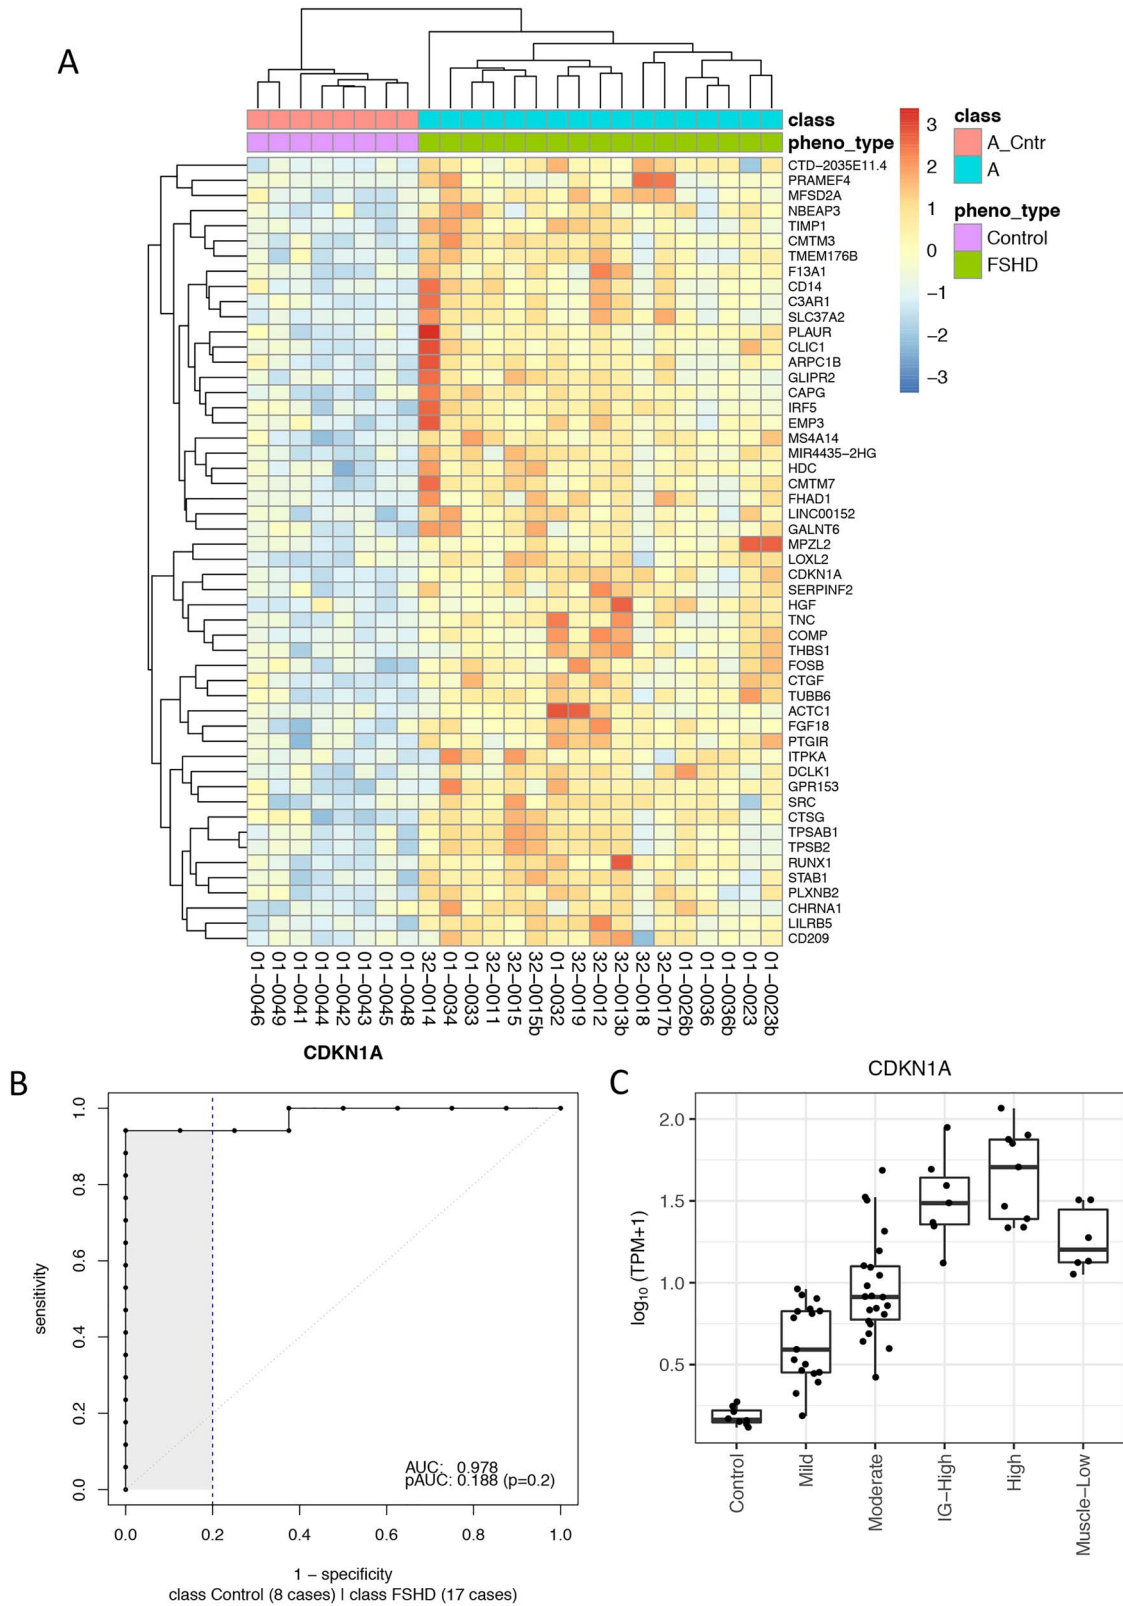 A
class
pheno_type
CTD-2035E11.4
PRAMEF4
MFSD2A
NBEAP3
TIMP1
CMTM3
TMEM176B
F13A1
CD14
C3AR1
SLC37A2
PLAUR
CLIC1
ARPC1B
GLIPR2
CAPG
IRF5
EMP3
MS4A14
MIR4435-2HG
HDC
CMTM7
FHAD1
LINC00152
GALNT6
MPZL2
LOXL2
CDKN1A
SERPINF2
HGF
TNC
COMP
THBS1
FOSB
CTGF
TUBB6
ACTC1
FGF18
PTGIR
ITPKA
DCLK1
GPR153
SRC
CTSG
TPSAB1
TPSB2
RUNX1
STAB1
PLXNB2
CHRNA1
LILRB5
CD209
3
2
1
0
−1
−2
−3
class
A_Cntr
A
pheno_type
Control
FSHD
01-0046
01-0049
01-0041
01-0044
01-0042
01-0043
01-0045
01-0048
32-0014
01-0034
01-0033
32-0011
32-0015
32-0015b
01-0032
32-0019
32-0012
32-0013b
32-0018
32-0017b
01-0026b
01-0036
01-0036b
01-0023
01-0023b
B
CDKN1A
sensitivity
1.0
0.8
0.6
0.4
0.2
0.0
AUC: 0.978
pAUC: 0.188 (p=0.2)
0.0 0.2 0.4 0.6 0.8 1.0
1 − specificity
class Control (8 cases) | class FSHD (17 cases)
C
CDKN1A
log₁₀ (TPM+1)
2.0
1.5
1.0
0.5
Control
Mild
Moderate
IG-High
High
Muscle-Low